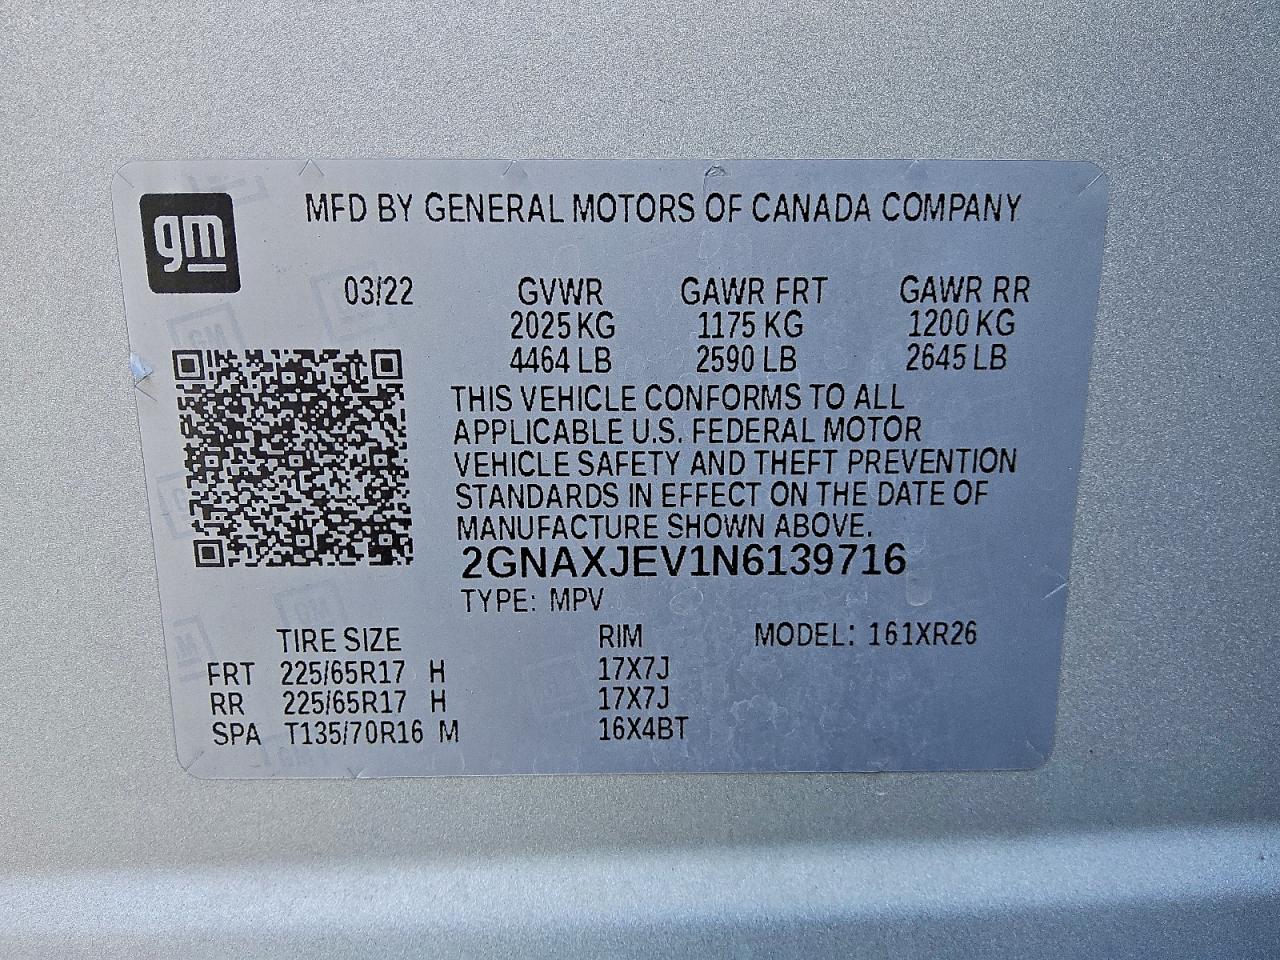 gm
MFD BY GENERAL MOTORS OF CANADA COMPANY
03/22 GVWR GAWR FRT GAWR RR
2025 KG 1175 KG 1200 KG
4464 LB 2590 LB 2645 LB
THIS VEHICLE CONFORMS TO ALL
APPLICABLE U.S. FEDERAL MOTOR
VEHICLE SAFETY AND THEFT PREVENTION
STANDARDS IN EFFECT ON THE DATE OF
MANUFACTURE SHOWN ABOVE.
2GNAXJEV1N6139716
TYPE: MPV
TIRE SIZE RIM MODEL: 161XR26
FRT 225/65R17 H 17X7J
RR 225/65R17 H 17X7J
SPA T135/70R16 M 16X4BT